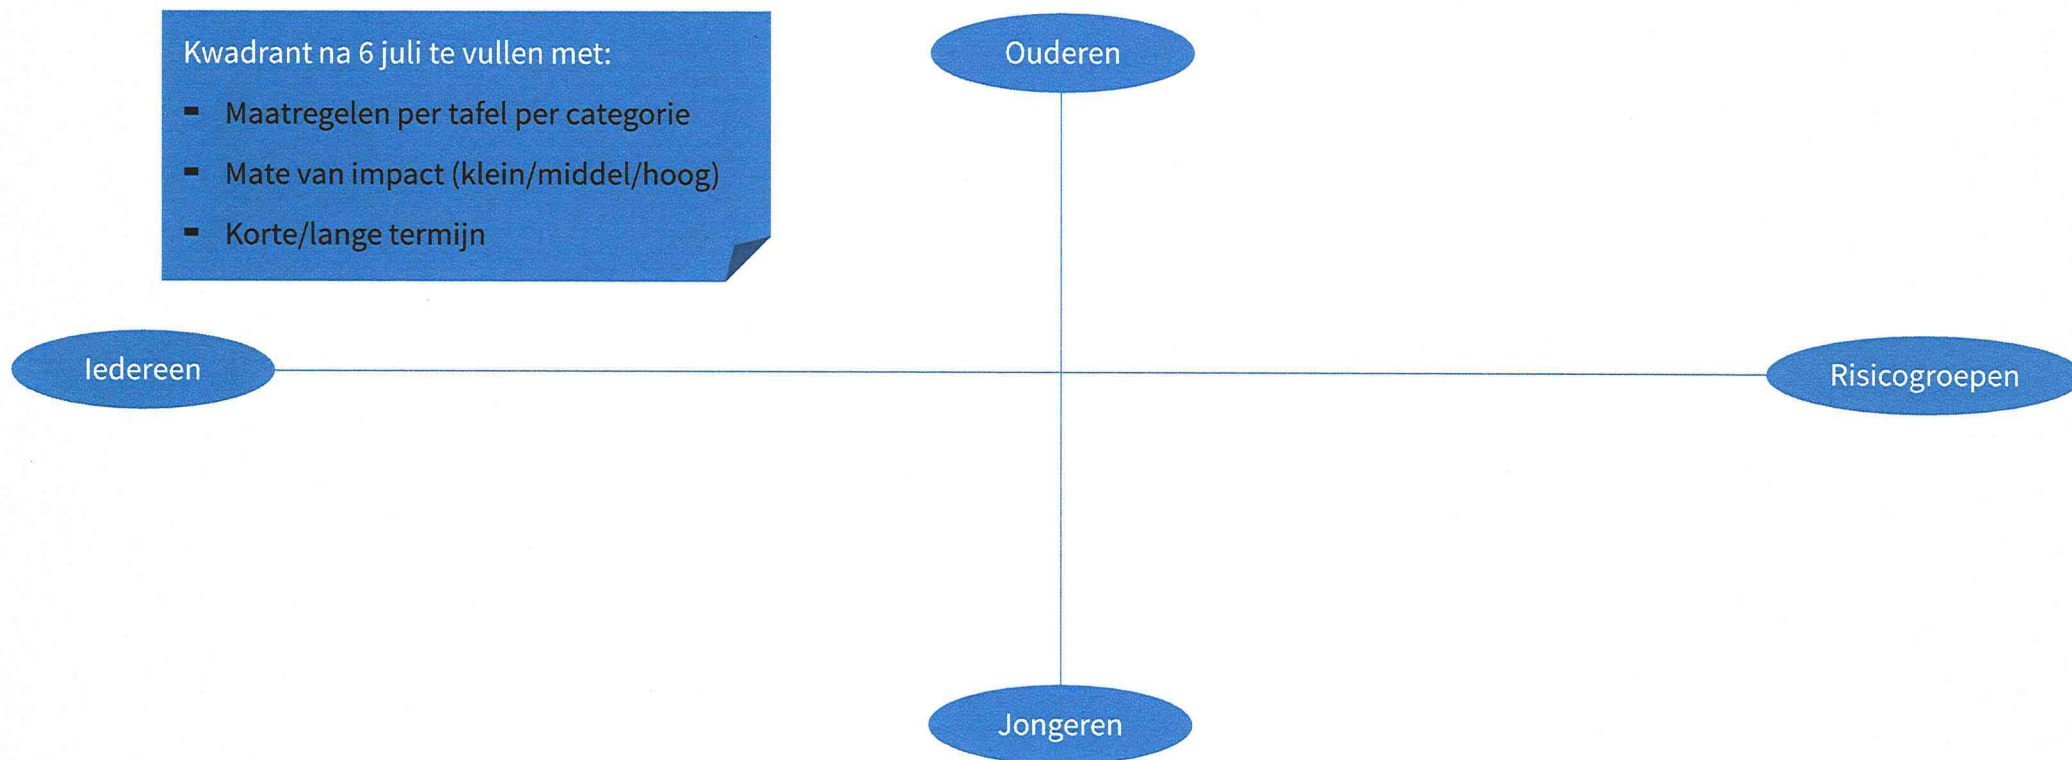 Kwadrant na 6 juli te vullen met:
- Maatregelen per tafel per categorie
- Mate van impact (klein/middel/hoog)
- Korte/lange termijn
Ouderen
Iedereen
Risicogroepen
Jongeren